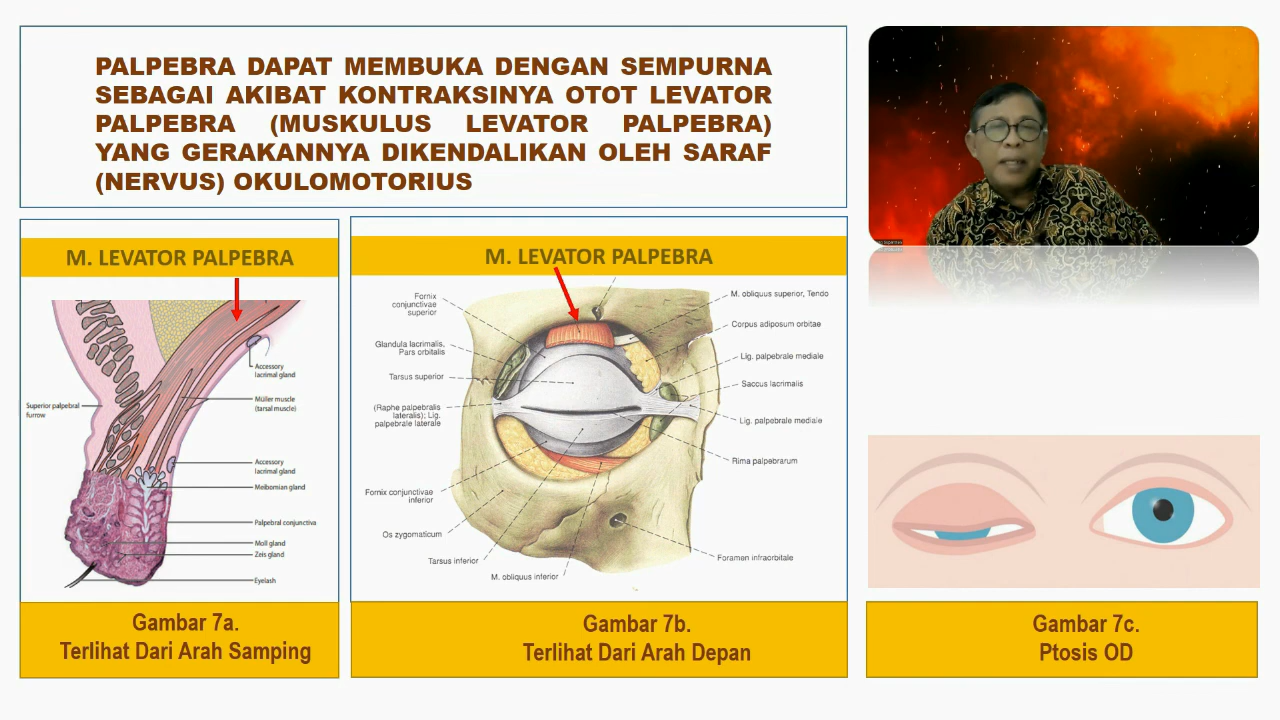 PALPEBRA DAPAT MEMBUKA DENGAN SEMPURNA
SEBAGAI AKIBAT KONTRAKSINYA OTOT LEVATOR
PALPEBRA (MUSKULUS LEVATOR PALPEBRA)
YANG GERAKANNYA DIKENDALIKAN OLEH SARAF
(NERVUS) OKULOMOTORIUS
M. LEVATOR PALPEBRA
Accessory
lacrimal gland
Superior palpebral
furrow
Müller muscle
(tarsal muscle)
Accessory
lacrimal gland
Meibomian gland
Palpebral conjunctiva
Moll gland
Zeis gland
Eyelash
Gambar 7a.
Terlihat Dari Arah Samping
M. LEVATOR PALPEBRA
Fornix
conjunctivae
superior
Glandula lacrimalis,
Pars orbitalis
Tarsus superior
(Raphe palpebralis
lateralis); Lig.
palpebrale laterale
Fornix conjunctivae
inferior
Os zygomaticum
Tarsus inferior
M. obliquus inferior
M. obliquus superior, Tendo
Corpus adiposum orbitae
Lig. palpebrale mediale
Saccus lacrimalis
Lig. palpebrale mediale
Rima palpebrarum
Foramen infraorbitale
Gambar 7b.
Terlihat Dari Arah Depan
Gambar 7c.
Ptosis OD